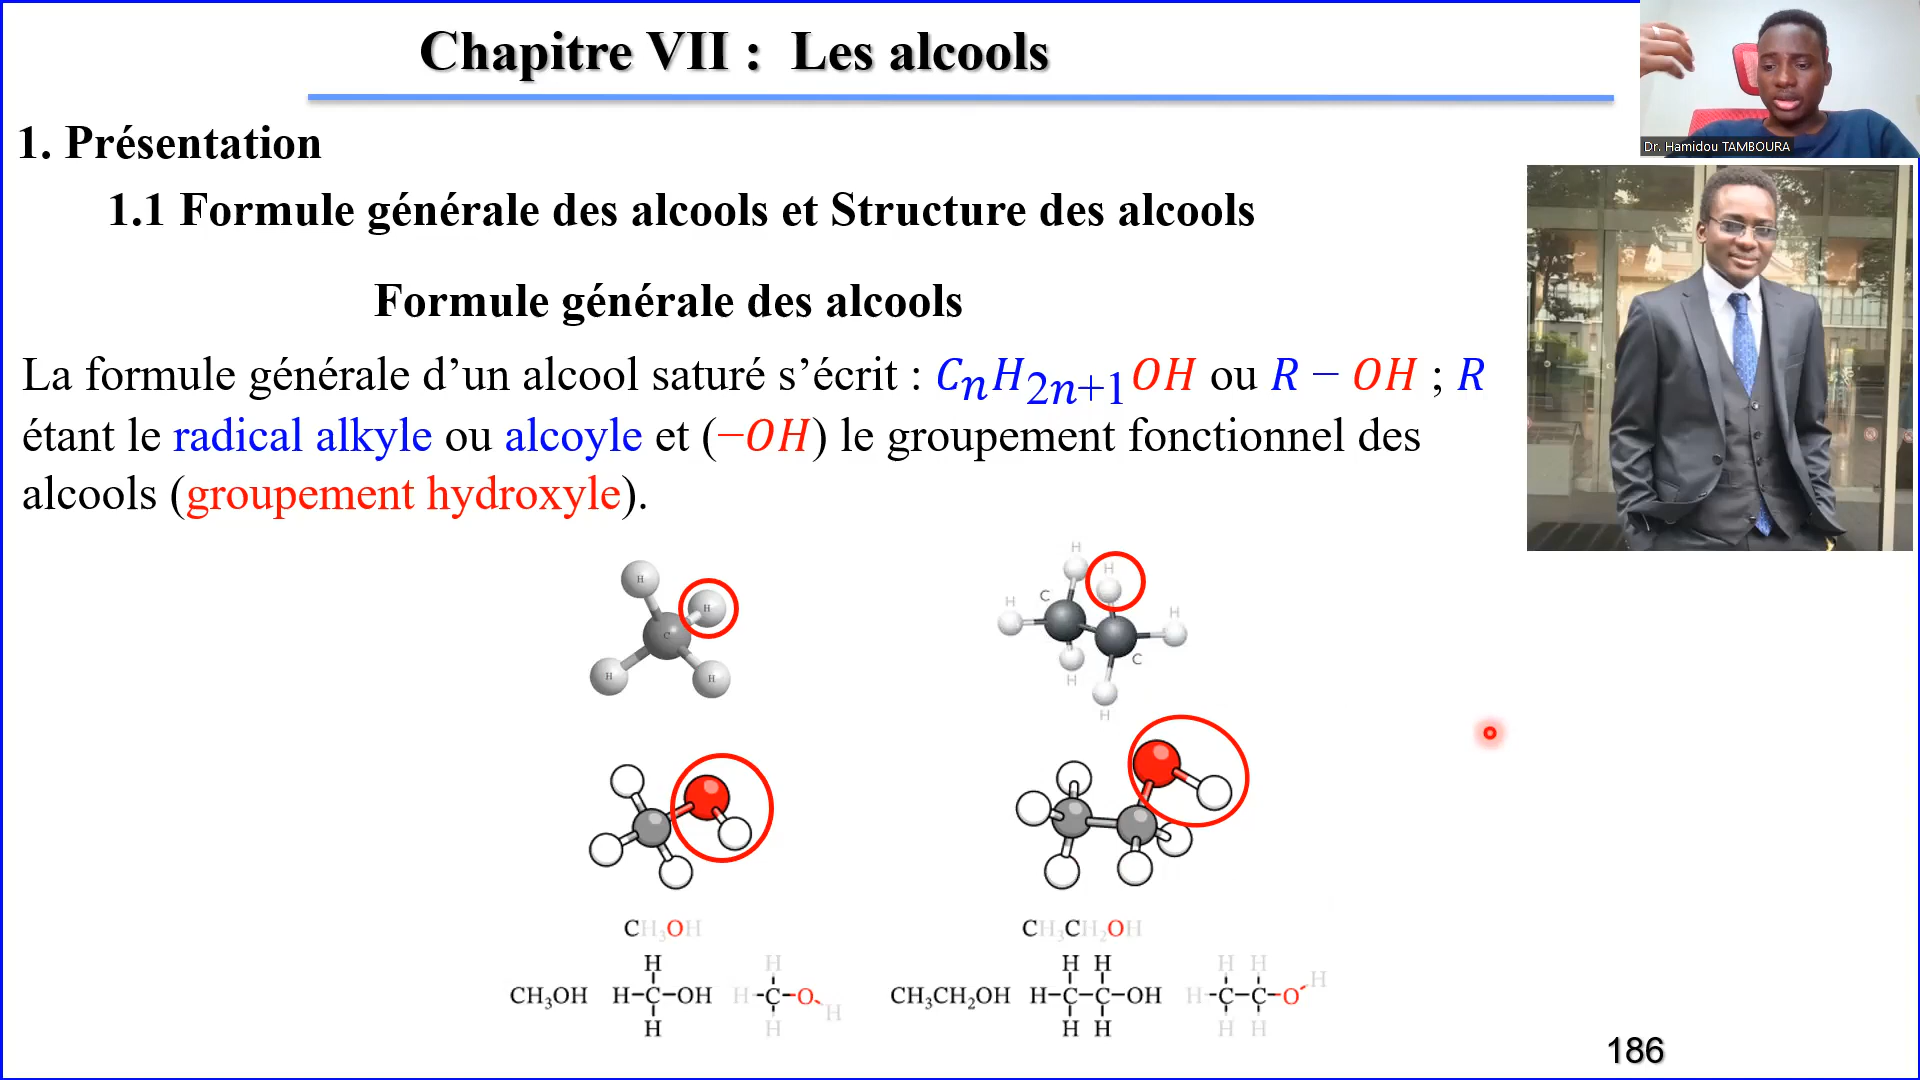 Chapitre VII : Les alcools
Dr. Hamidou TAMBOURA
1. Présentation
1.1 Formule générale des alcools et Structure des alcools
Formule générale des alcools
La formule générale d’un alcool saturé s’écrit : CₙH₂ₙ₊₁OH ou R − OH ; R
étant le radical alkyle ou alcoyle et (−OH) le groupement fonctionnel des
alcools (groupement hydroxyle).
H
H
C
H
H
H
H
C
H
H
C
H
H
H
CH₃OH
CH₃CH₂OH
H
H
H H
H H
H
CH₃OH
H–C–OH
H–C–O
H
CH₃CH₂OH
H–C–C–OH
H–C–C–O
H
H
H H
H H
186